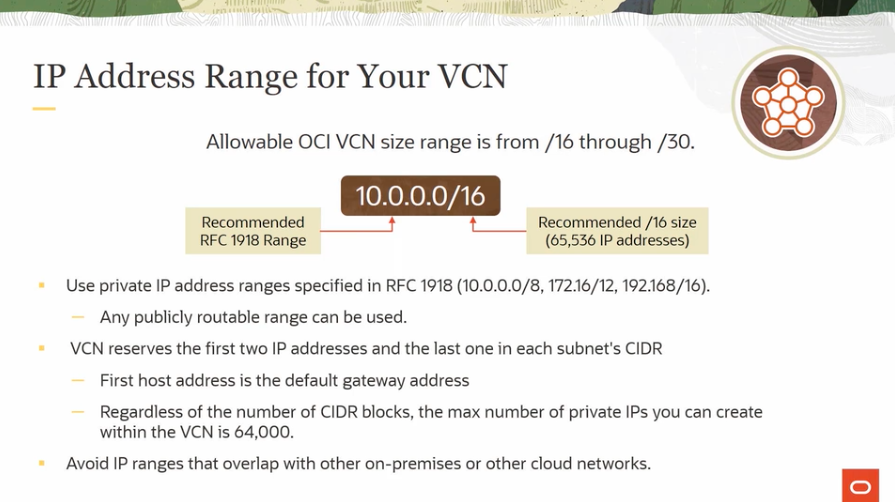 IP Address Range for Your VCN
Allowable OCI VCN size range is from /16 through /30.
10.0.0.0/16
Recommended
RFC 1918 Range
Recommended /16 size
(65,536 IP addresses)
Use private IP address ranges specified in RFC 1918 (10.0.0.0/8, 172.16/12, 192.168/16).
Any publicly routable range can be used.
VCN reserves the first two IP addresses and the last one in each subnet's CIDR
First host address is the default gateway address
Regardless of the number of CIDR blocks, the max number of private IPs you can create
within the VCN is 64,000.
Avoid IP ranges that overlap with other on-premises or other cloud networks.